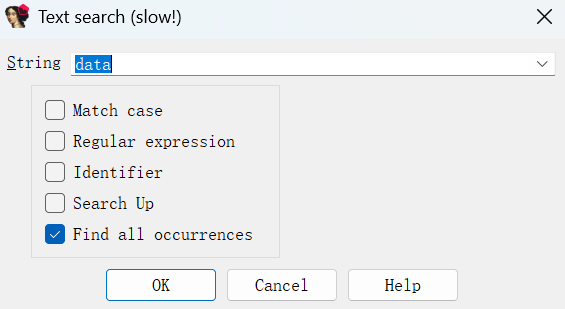 Text search (slow!)
String data
Match case
Regular expression
Identifier
Search Up
Find all occurrences
OK Cancel Help